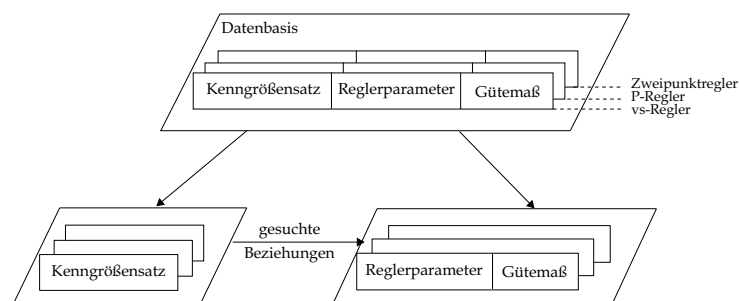 Datenbasis
Kenngrößensatz
Reglerparameter
Gütemaß
Zweipunktregler
P-Regler
vs-Regler
gesuchte
Beziehungen
Kenngrößensatz
Reglerparameter
Gütemaß